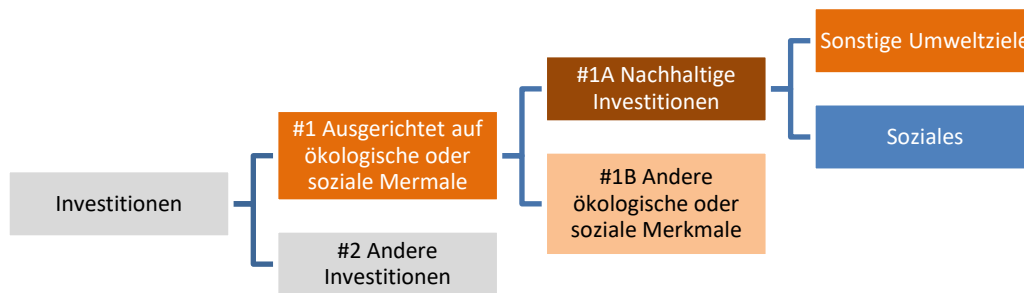 Sonstige Umweltziele
#1A Nachhaltige
Investitionen
#1 Ausgerichtet auf
ökologische oder
soziale Mermale
Soziales
#1B Andere
ökologische oder
soziale Merkmale
Investitionen
#2 Andere
Investitionen